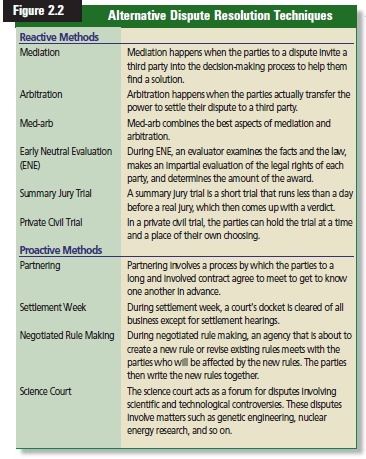 Figure 2.2
Alternative Dispute Resolution Techniques
Reactive Methods
Mediation
Mediation happens when the parties to a dispute invite a
third party into the decision-making process to help them
find a solution.
Arbitration
Arbitration happens when the parties actually transfer the
power to settle their dispute to a third party.
Med-arb
Med-arb combines the best aspects of mediation and
arbitration.
Early Neutral Evaluation
(ENE)
During ENE, an evaluator examines the facts and the law,
makes an impartial evaluation of the legal rights of each
party, and determines the amount of the award.
Summary Jury Trial
A summary jury trial is a short trial that runs less than a day
before a real jury, which then comes up with a verdict.
Private Civil Trial
In a private civil trial, the parties can hold the trial at a time
and a place of their own choosing.
Proactive Methods
Partnering
Partnering involves a process by which the parties to a
long and involved contract agree to meet to get to know
one another in advance.
Settlement Week
During settlement week, a court's docket is cleared of all
business except for settlement hearings.
Negotiated Rule Making
During negotiated rule making, an agency that is about to
create a new rule or revise existing rules meets with the
parties who will be affected by the new rules. The parties
then write the new rules together.
Science Court
The science court acts as a forum for disputes involving
scientific and technological controversies. These disputes
involve matters such as genetic engineering, nuclear
energy research, and so on.